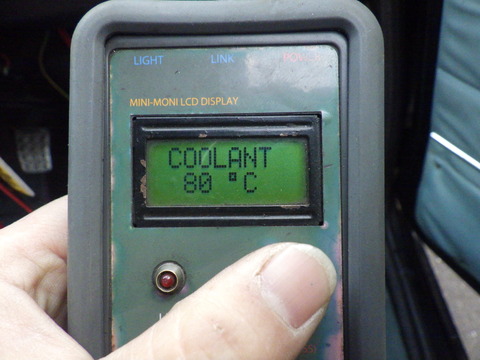 LIGHT LINK
MINI-MONI LCD DISPLAY
COOLANT
80 °C